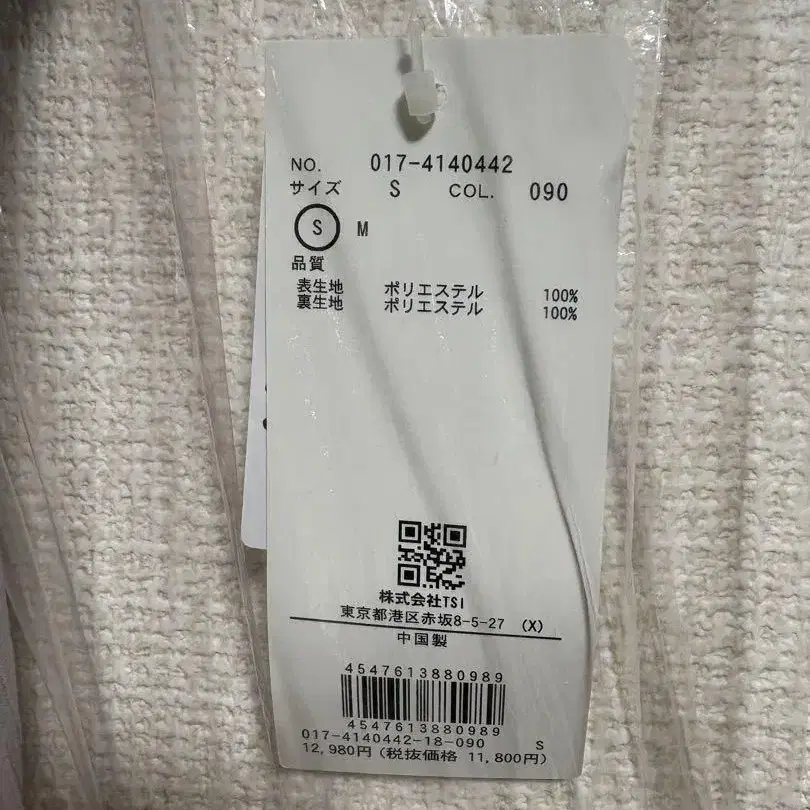 NO. 017-4140442
サイズ S COL. 090
S M
品質
表生地 ポリエステル 100%
裏生地 ポリエステル 100%
株式会社TSI
東京都港区赤坂8-5-27 (X)
中国製
4547613880989
4547613880989
017-4140442-18-090 S
12,980円(税抜価格 11,800円)